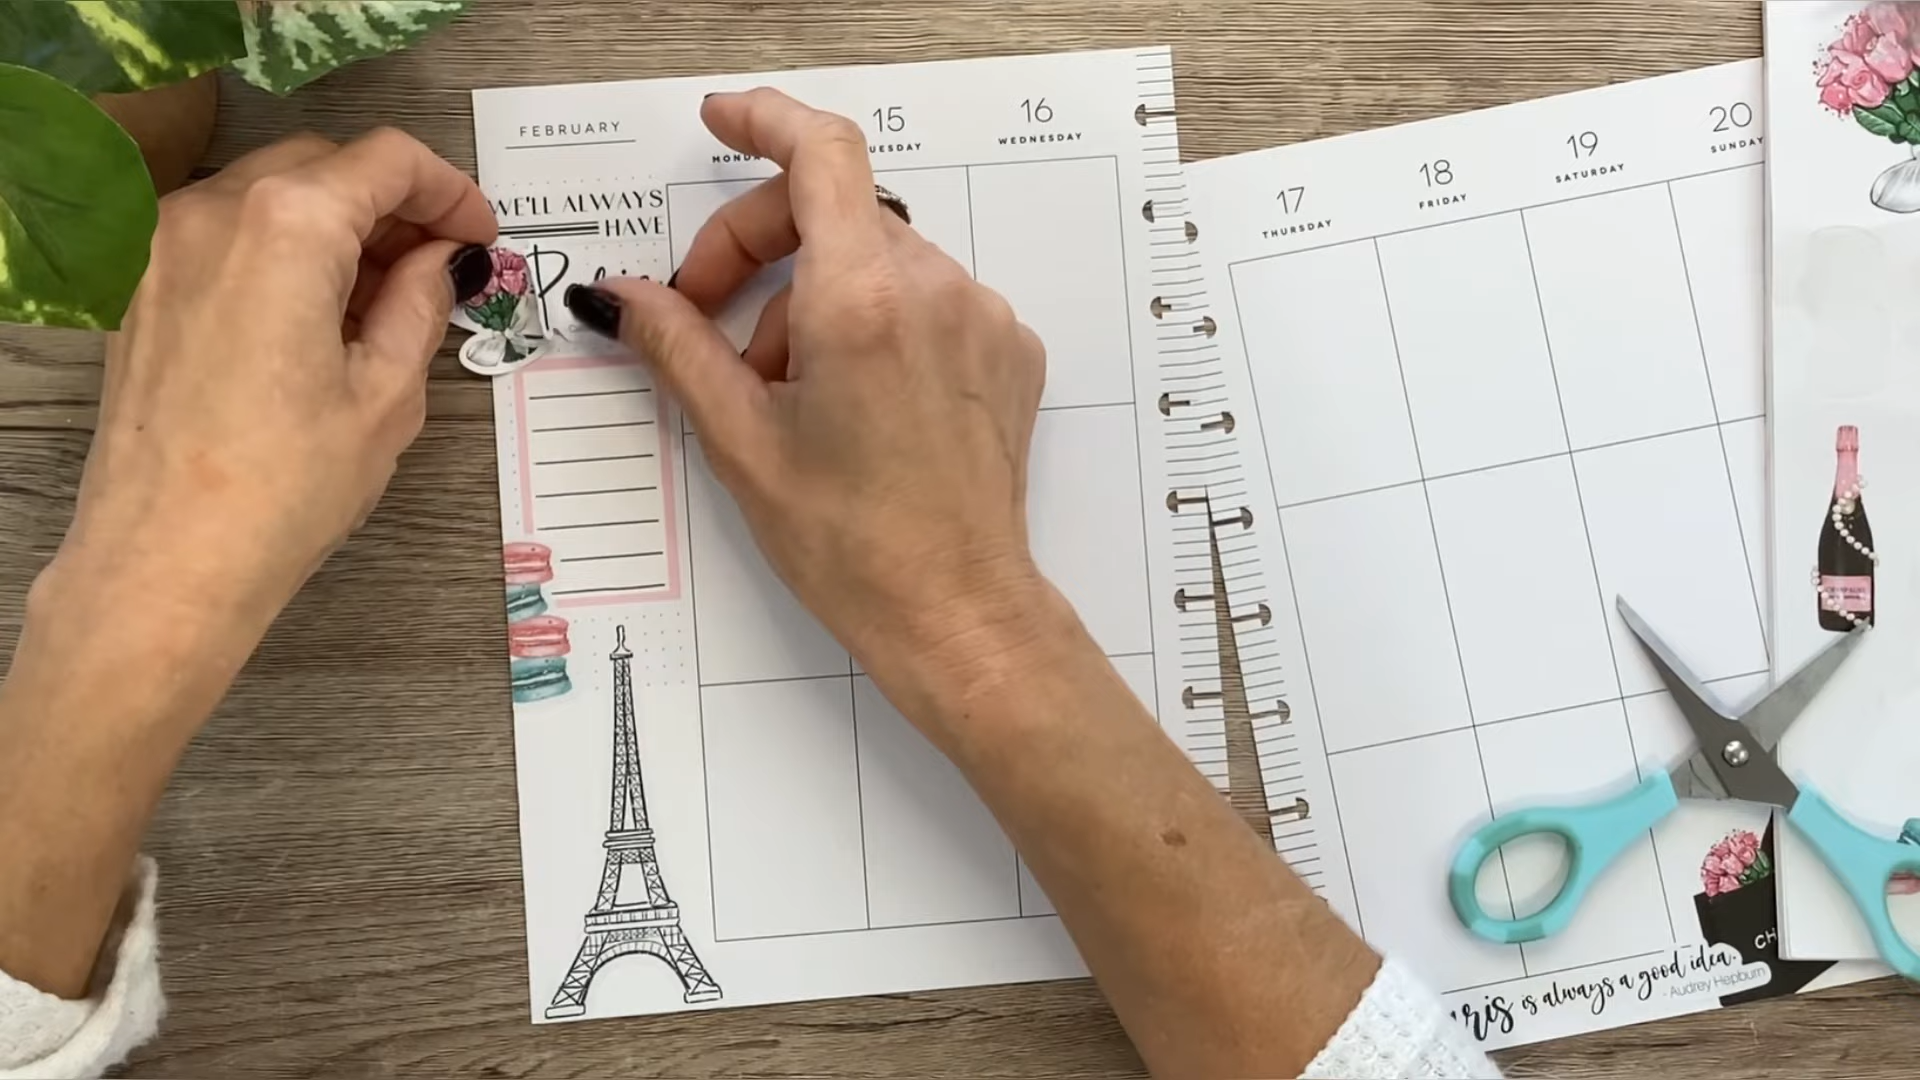 FEBRUARY
15
16
WEDNESDAY
WE'LL ALWAYS
HAVE
17
THURSDAY
18
FRIDAY
19
SATURDAY
20
SUNDAY
is always a good idea.
- Audrey Hepburn